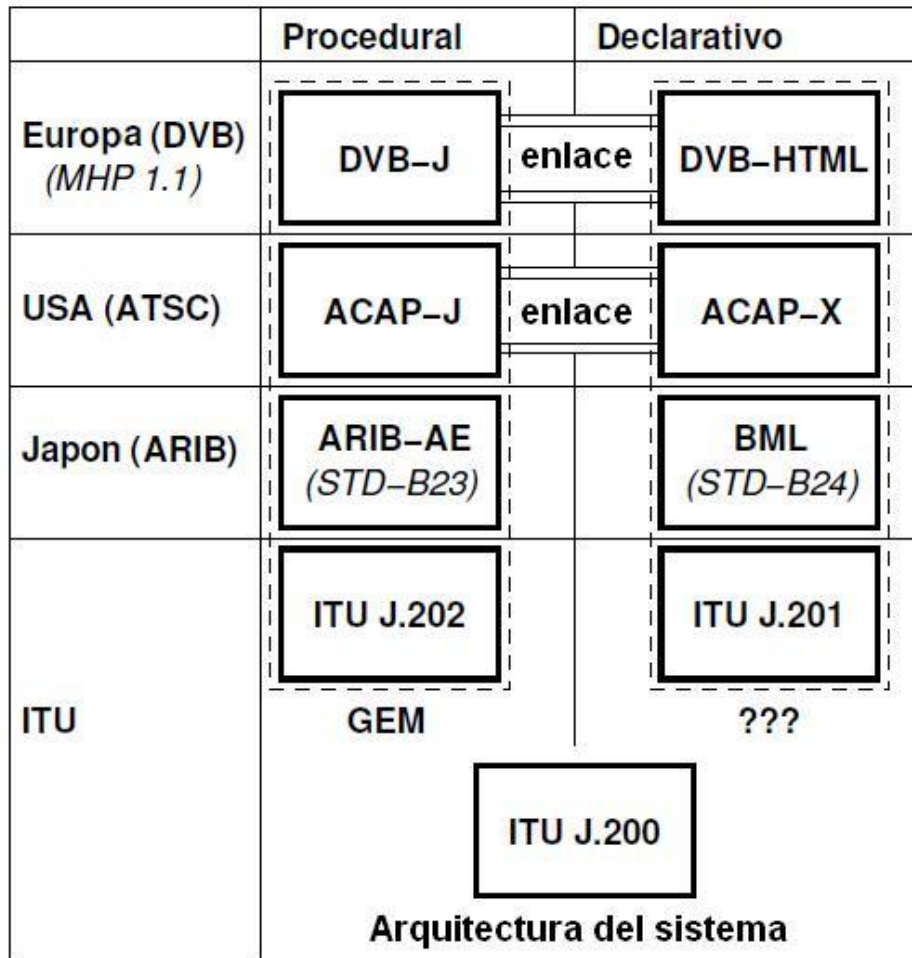 Procedural Declarativo
Europa (DVB)
(MHP 1.1)
DVB–J enlace DVB–HTML
USA (ATSC) ACAP–J enlace ACAP–X
Japon (ARIB)
ARIB–AE
(STD–B23)
BML
(STD–B24)
ITU J.202 ITU J.201
ITU GEM ???
ITU J.200
Arquitectura del sistema